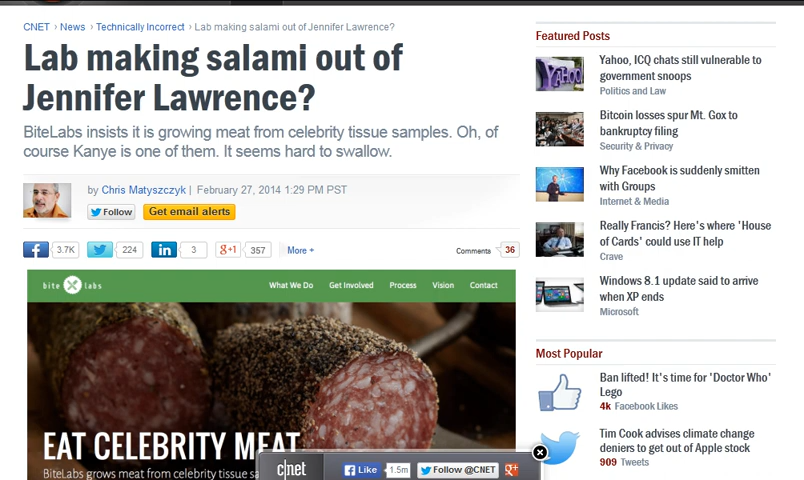 CNET › News › Technically Incorrect › Lab making salami out of Jennifer Lawrence?
Lab making salami out of
Jennifer Lawrence?
BiteLabs insists it is growing meat from celebrity tissue samples. Oh, of
course Kanye is one of them. It seems hard to swallow.
by Chris Matyszczyk | February 27, 2014 1:29 PM PST
Follow Get email alerts
f 3.7K 224 in 3 g+1 357 More + Comments 36
bite labs What We Do Get Involved Process Vision Contact
EAT CELEBRITY MEAT
BiteLabs grows meat from celebrity tissue sa
c|net Like 1.5m Follow @CNET g+
Featured Posts
YAHOO
Yahoo, ICQ chats still vulnerable to
government snoops
Politics and Law
Bitcoin losses spur Mt. Gox to
bankruptcy filing
Security & Privacy
Why Facebook is suddenly smitten
with Groups
Internet & Media
Really Francis? Here's where 'House
of Cards' could use IT help
Crave
Windows 8.1 update said to arrive
when XP ends
Microsoft
Most Popular
Ban lifted! It's time for 'Doctor Who'
Lego
4k Facebook Likes
Tim Cook advises climate change
deniers to get out of Apple stock
909 Tweets